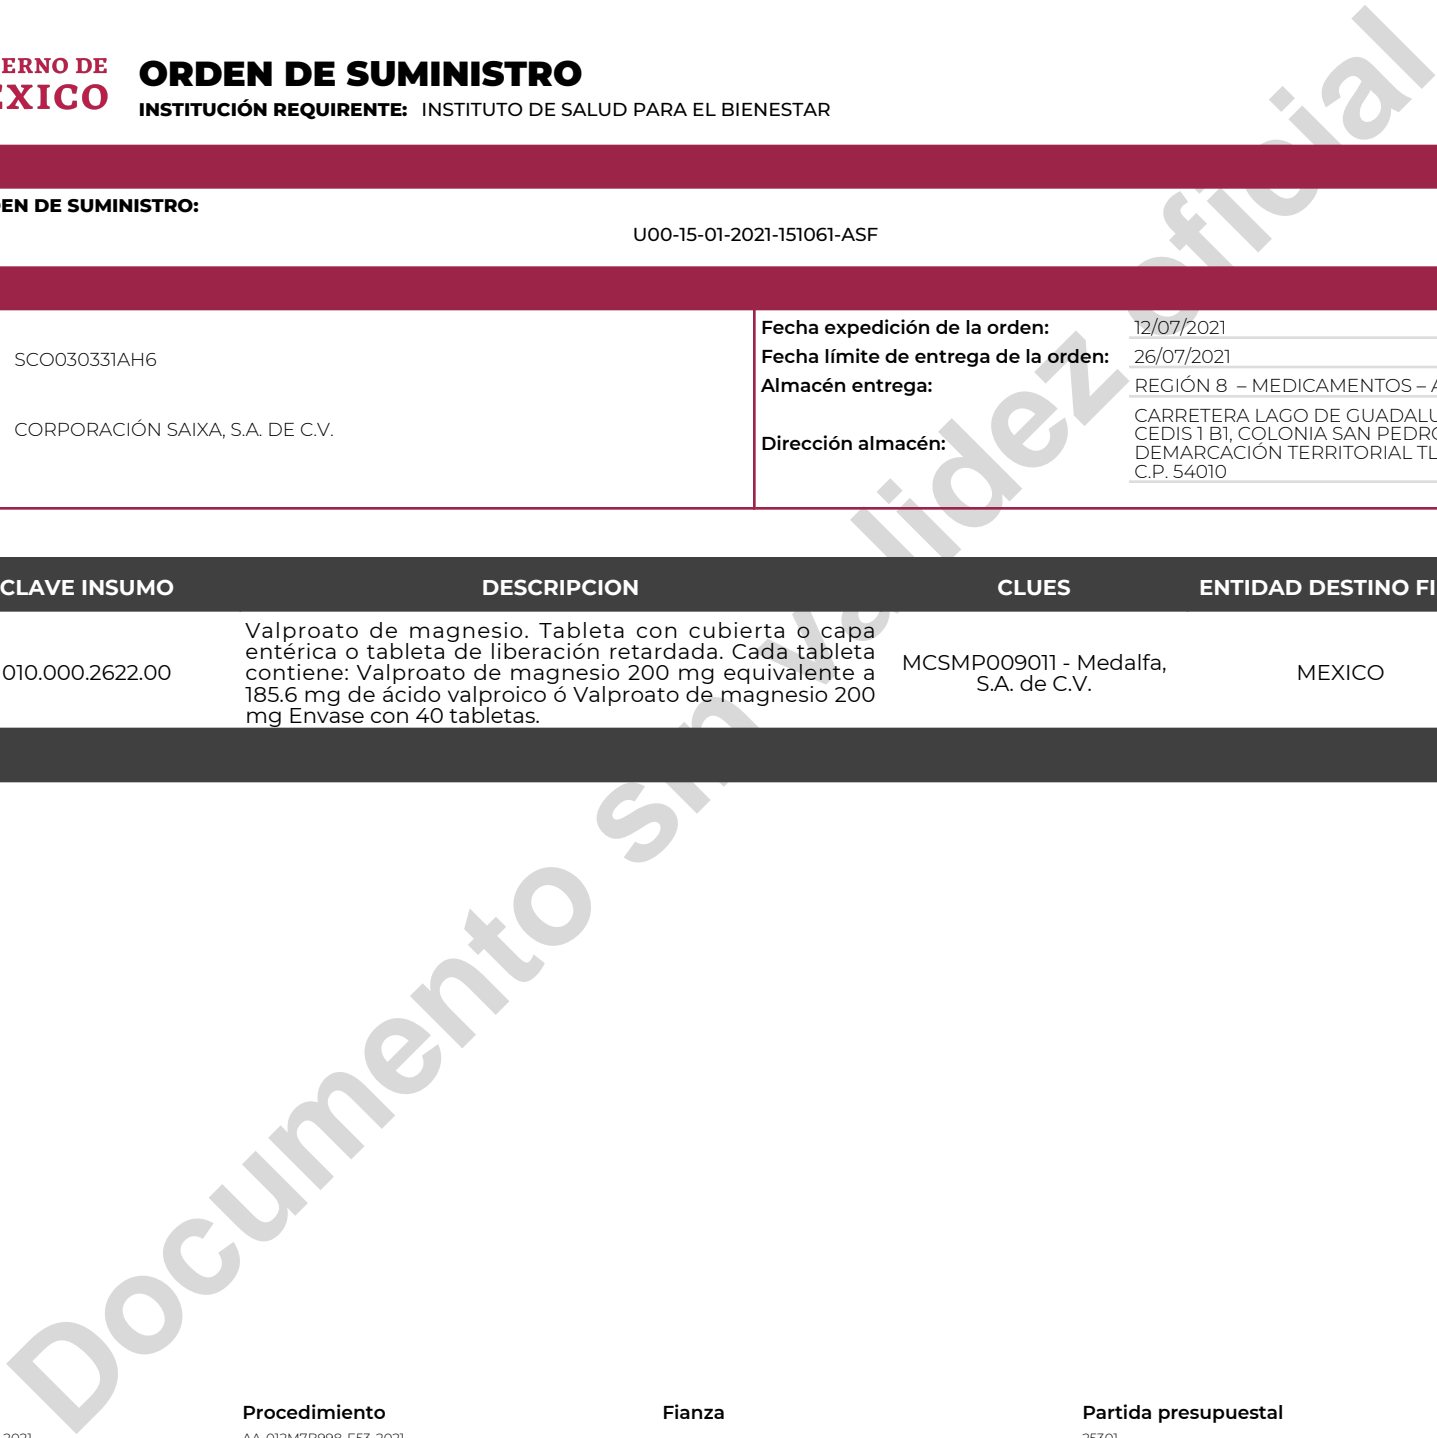 ERNO DE
ORDEN DE SUMINISTRO
INSTITUCIÓN REQUIRENTE: INSTITUTO DE SALUD PARA EL BIENESTAR
EN DE SUMINISTRO:
U00-15-01-2021-151061-ASF
SCO030331AH6
CORPORACIÓN SAIXA, S.A. DE C.V.
Fecha expedición de la orden: 12/07/2021
Fecha límite de entrega de la orden: 26/07/2021
Almacén entrega: REGIÓN 8 – MEDICAMENTOS –
Dirección almacén:
CARRETERA LAGO DE GUADALU
CEDIS 1 B1, COLONIA SAN PEDRO
DEMARCACIÓN TERRITORIAL TL
C.P. 54010
CLAVE INSUMO DESCRIPCION CLUES ENTIDAD DESTINO FI
010.000.2622.00
Valproato de magnesio. Tableta con cubierta o capa
entérica o tableta de liberación retardada. Cada tableta
contiene: Valproato de magnesio 200 mg equivalente a
185.6 mg de ácido valproico ó Valproato de magnesio 200
mg Envase con 40 tabletas.
MCSMP009011 - Medalfa,
S.A. de C.V.
MEXICO
Documento sin validez oficial
Procedimiento Fianza Partida presupuestal